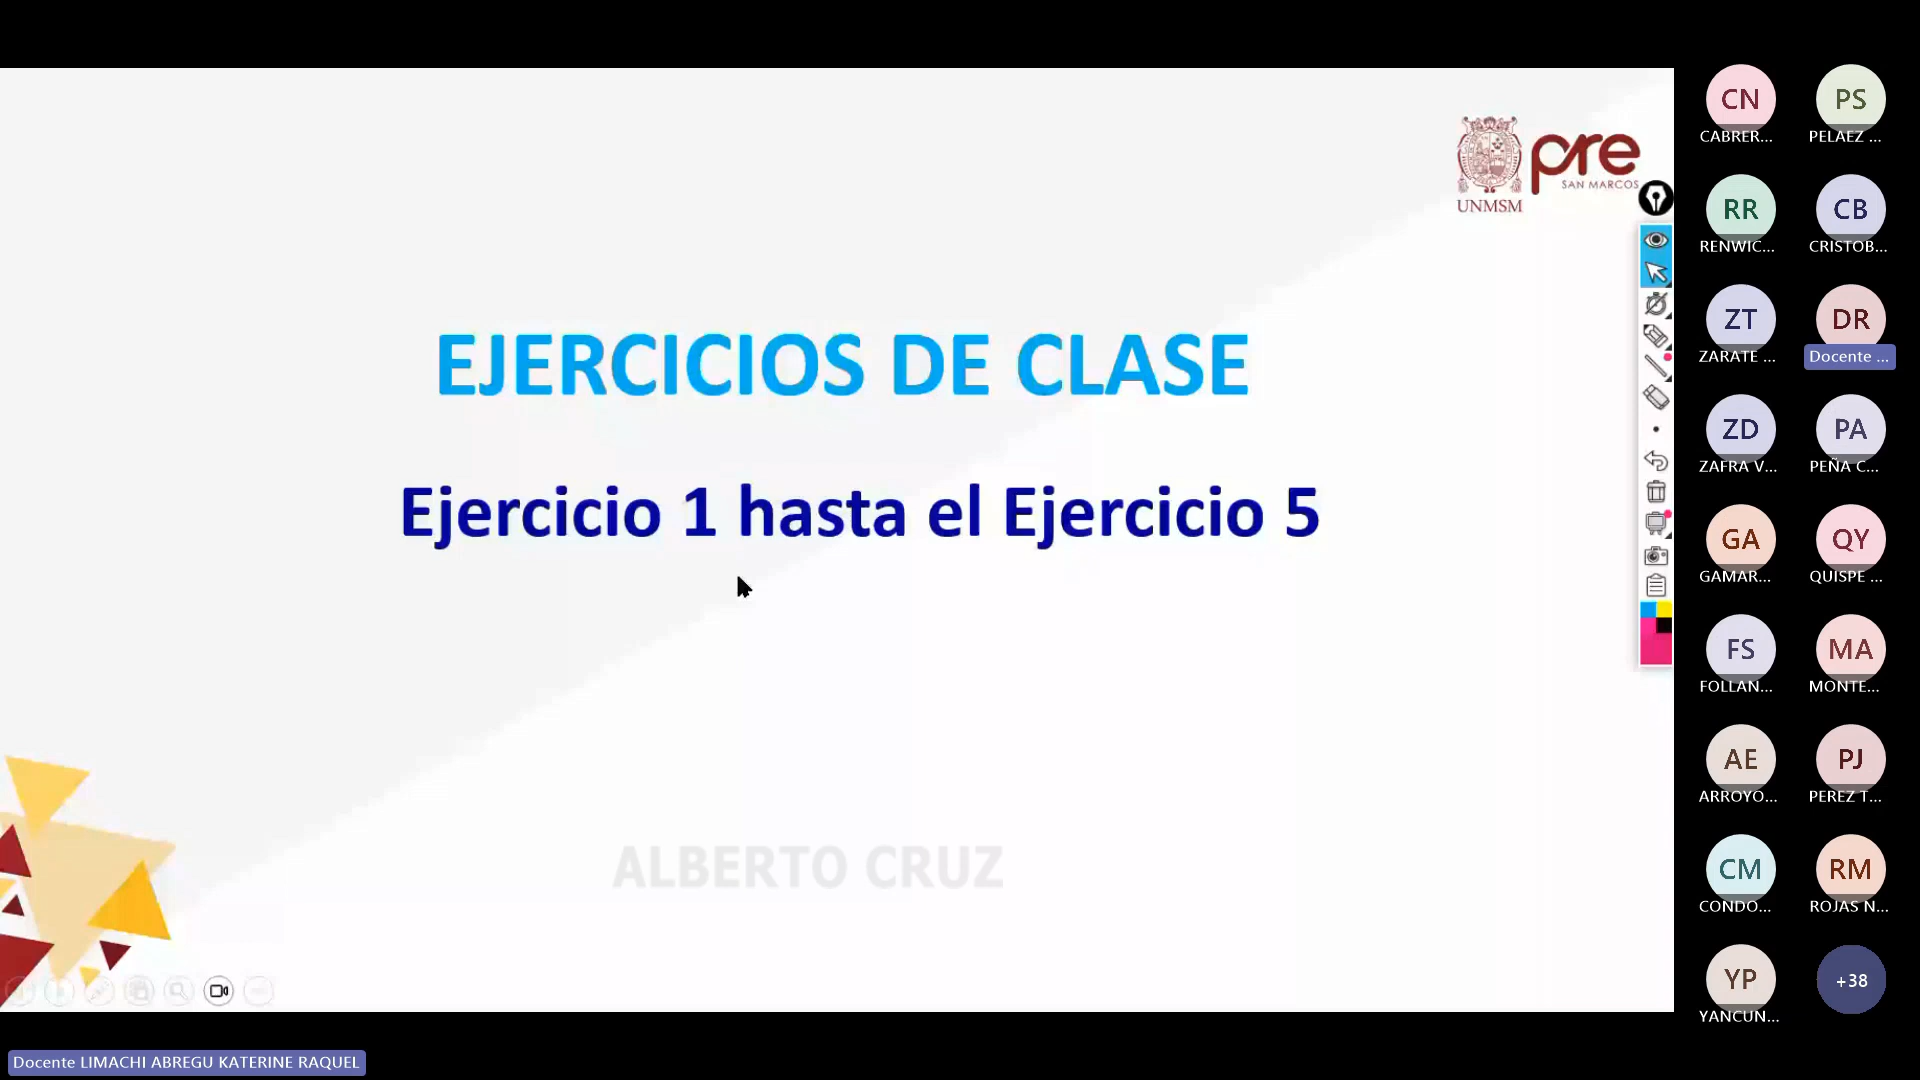 UNMSM
pre
SAN MARCOS
EJERCICIOS DE CLASE
Ejercicio 1 hasta el Ejercicio 5
ALBERTO CRUZ
Docente LIMACHI ABREGU KATERINE RAQUEL
CN
CABRER...
PS
PELAEZ ...
RR
RENWIC...
CB
CRISTOB...
ZT
ZARATE ...
DR
Docente ...
ZD
ZAFRA V...
PA
PEÑA C...
GA
GAMAR...
QY
QUISPE ...
FS
FOLLAN...
MA
MONTE...
AE
ARROYO...
PJ
PEREZ T...
CM
CONDO...
RM
ROJAS N...
YP
YANCUN...
+38